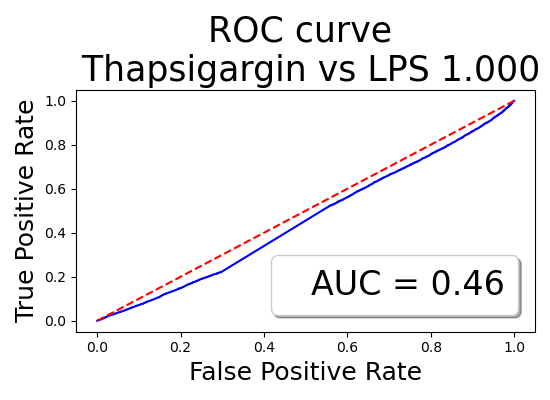 ROC curve
Thapsigargin vs LPS 1.000
True Positive Rate
1.0
0.8
0.6
0.4
0.2
0.0
AUC = 0.46
0.0 0.2 0.4 0.6 0.8 1.0
False Positive Rate